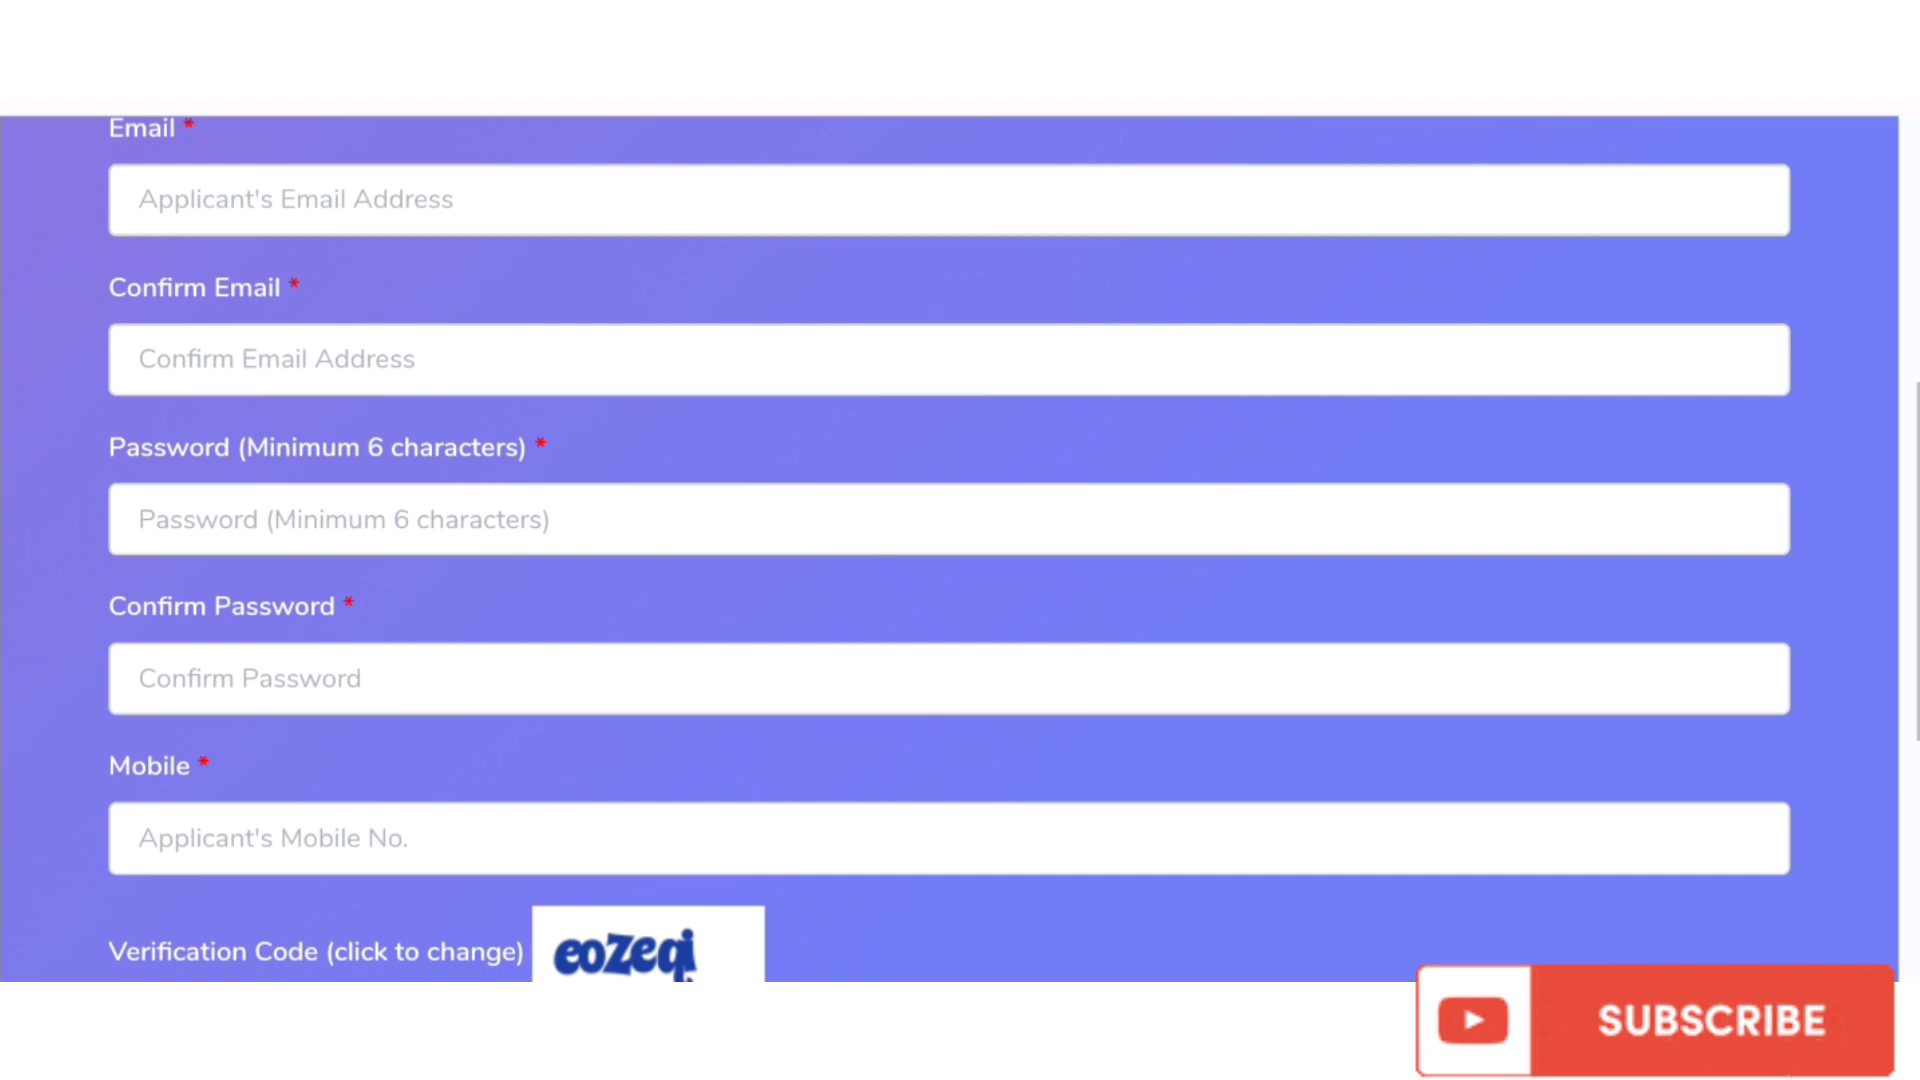 Email *
Applicant's Email Address
Confirm Email *
Confirm Email Address
Password (Minimum 6 characters) *
Password (Minimum 6 characters)
Confirm Password *
Confirm Password
Mobile *
Applicant's Mobile No.
Verification Code (click to change) eozeqi
SUBSCRIBE